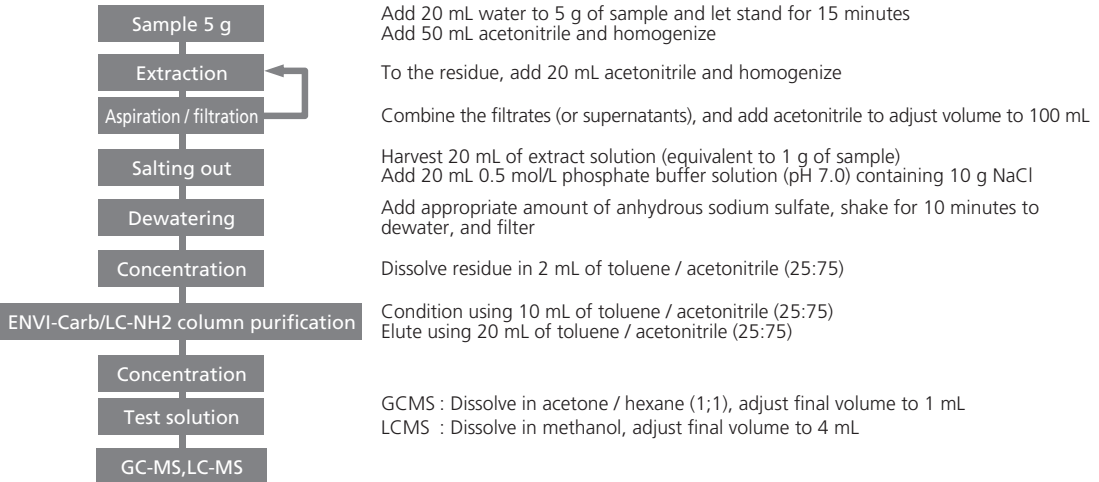 Sample 5 g
Add 20 mL water to 5 g of sample and let stand for 15 minutes
Add 50 mL acetonitrile and homogenize
Extraction
To the residue, add 20 mL acetonitrile and homogenize
Aspiration / filtration
Combine the filtrates (or supernatants), and add acetonitrile to adjust volume to 100 mL
Salting out
Harvest 20 mL of extract solution (equivalent to 1 g of sample)
Add 20 mL 0.5 mol/L phosphate buffer solution (pH 7.0) containing 10 g NaCl
Dewatering
Add appropriate amount of anhydrous sodium sulfate, shake for 10 minutes to
dewater, and filter
Concentration
Dissolve residue in 2 mL of toluene / acetonitrile (25:75)
ENVI-Carb/LC-NH2 column purification
Condition using 10 mL of toluene / acetonitrile (25:75)
Elute using 20 mL of toluene / acetonitrile (25:75)
Concentration
Test solution
GCMS : Dissolve in acetone / hexane (1;1), adjust final volume to 1 mL
LCMS : Dissolve in methanol, adjust final volume to 4 mL
GC-MS,LC-MS